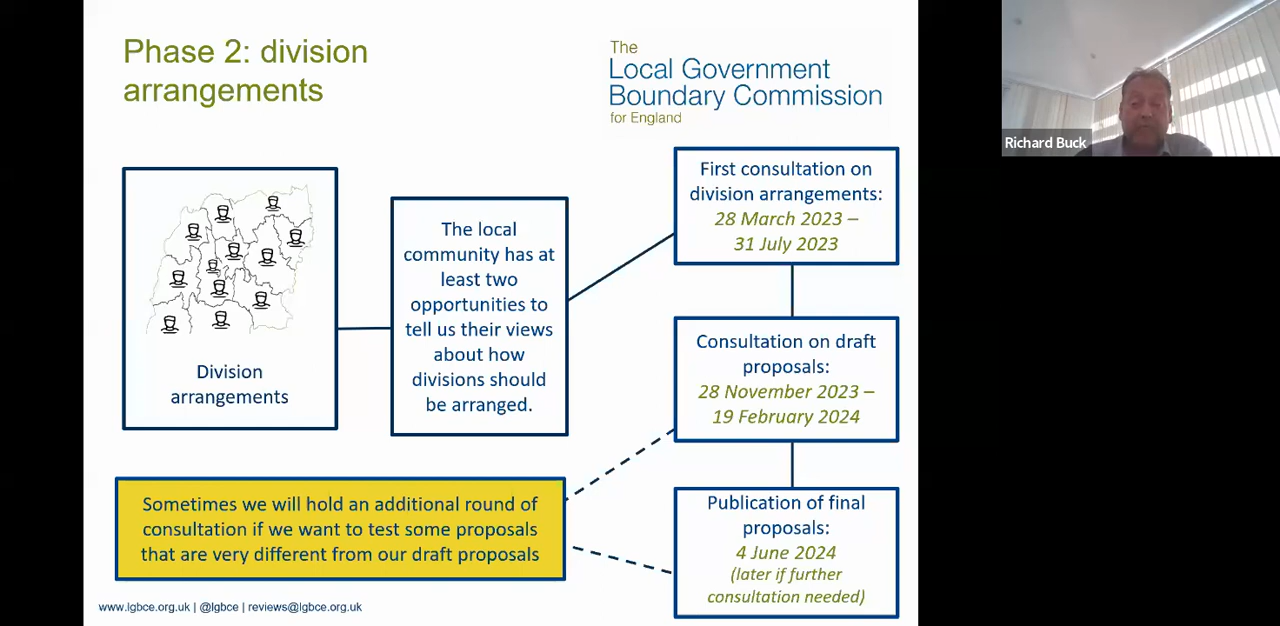 Phase 2: division
arrangements
The
Local Government
Boundary Commission
for England
Richard Buck
Division
arrangements
The local
community has at
least two
opportunities to
tell us their views
about how
divisions should
be arranged.
First consultation on
division arrangements:
28 March 2023 –
31 July 2023
Consultation on draft
proposals:
28 November 2023 –
19 February 2024
Publication of final
proposals:
4 June 2024
(later if further
consultation needed)
Sometimes we will hold an additional round of
consultation if we want to test some proposals
that are very different from our draft proposals
www.lgbce.org.uk | @lgbce | reviews@lgbce.org.uk